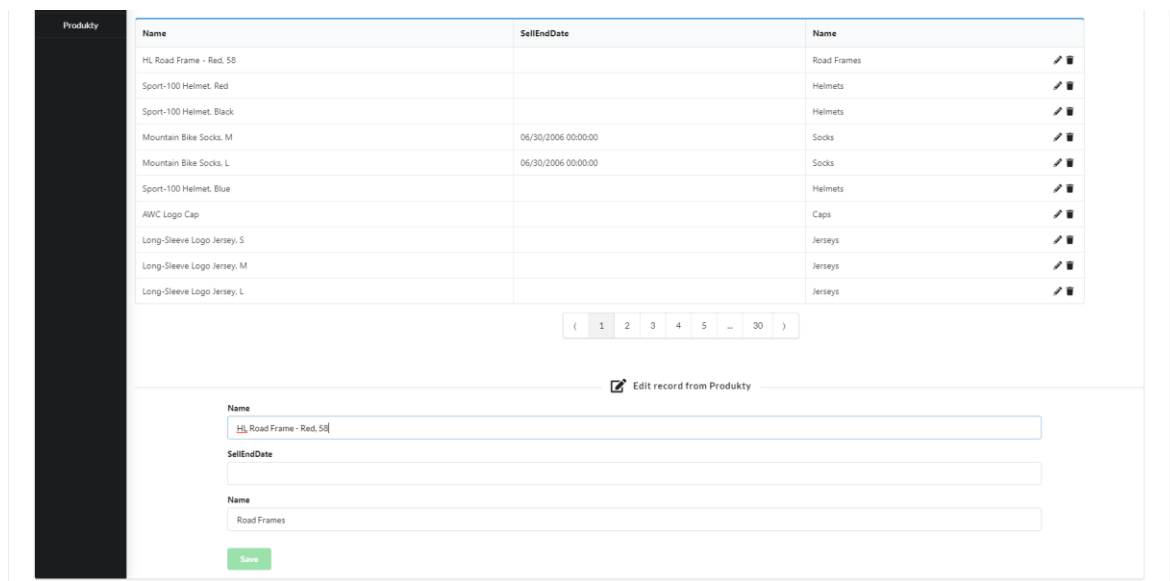 Produkty
Name SellEndDate Name
HL Road Frame - Red, 58 Road Frames
Sport-100 Helmet, Red Helmets
Sport-100 Helmet, Black Helmets
Mountain Bike Socks, M 06/30/2006 00:00:00 Socks
Mountain Bike Socks, L 06/30/2006 00:00:00 Socks
Sport-100 Helmet, Blue Helmets
AWC Logo Cap Caps
Long-Sleeve Logo Jersey, S Jerseys
Long-Sleeve Logo Jersey, M Jerseys
Long-Sleeve Logo Jersey, L Jerseys
⟨ 1 2 3 4 5 ... 30 ⟩
Edit record from Produkty
Name
HL Road Frame - Red, 58
SellEndDate
Name
Road Frames
Save